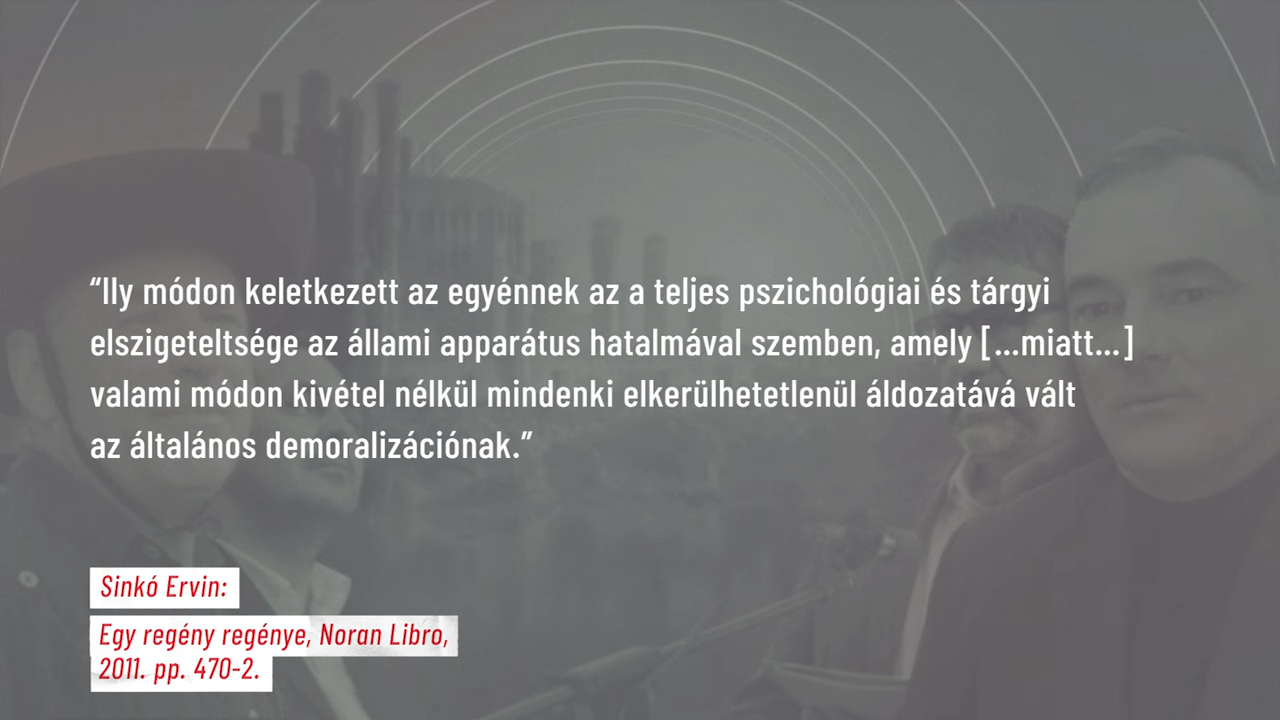 “Ily módon keletkezett az egyénnek az a teljes pszichológiai és tárgyi
elszigeteltsége az állami apparátus hatalmával szemben, amely [...miatt...]
valami módon kivétel nélkül mindenki elkerülhetetlenül áldozatává vált
az általános demoralizációnak.”
Sinkó Ervin:
Egy regény regénye, Noran Libro,
2011. pp. 470-2.